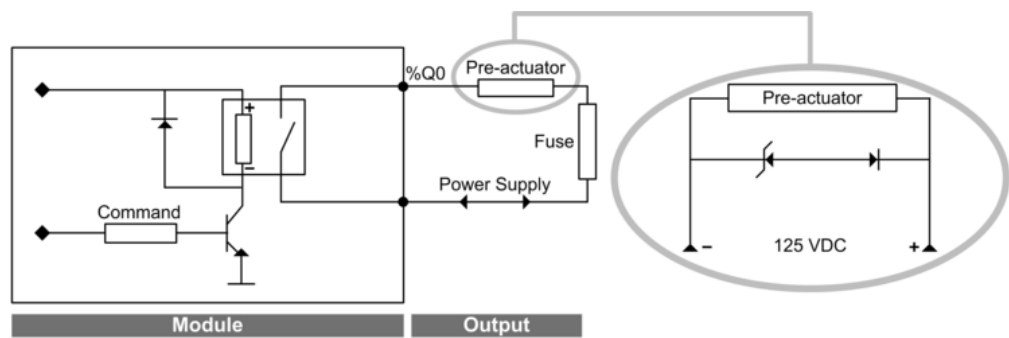 %Q0
Pre-actuator
+
Fuse
−
Power Supply
Command
Pre-actuator
− 125 VDC +
Module
Output